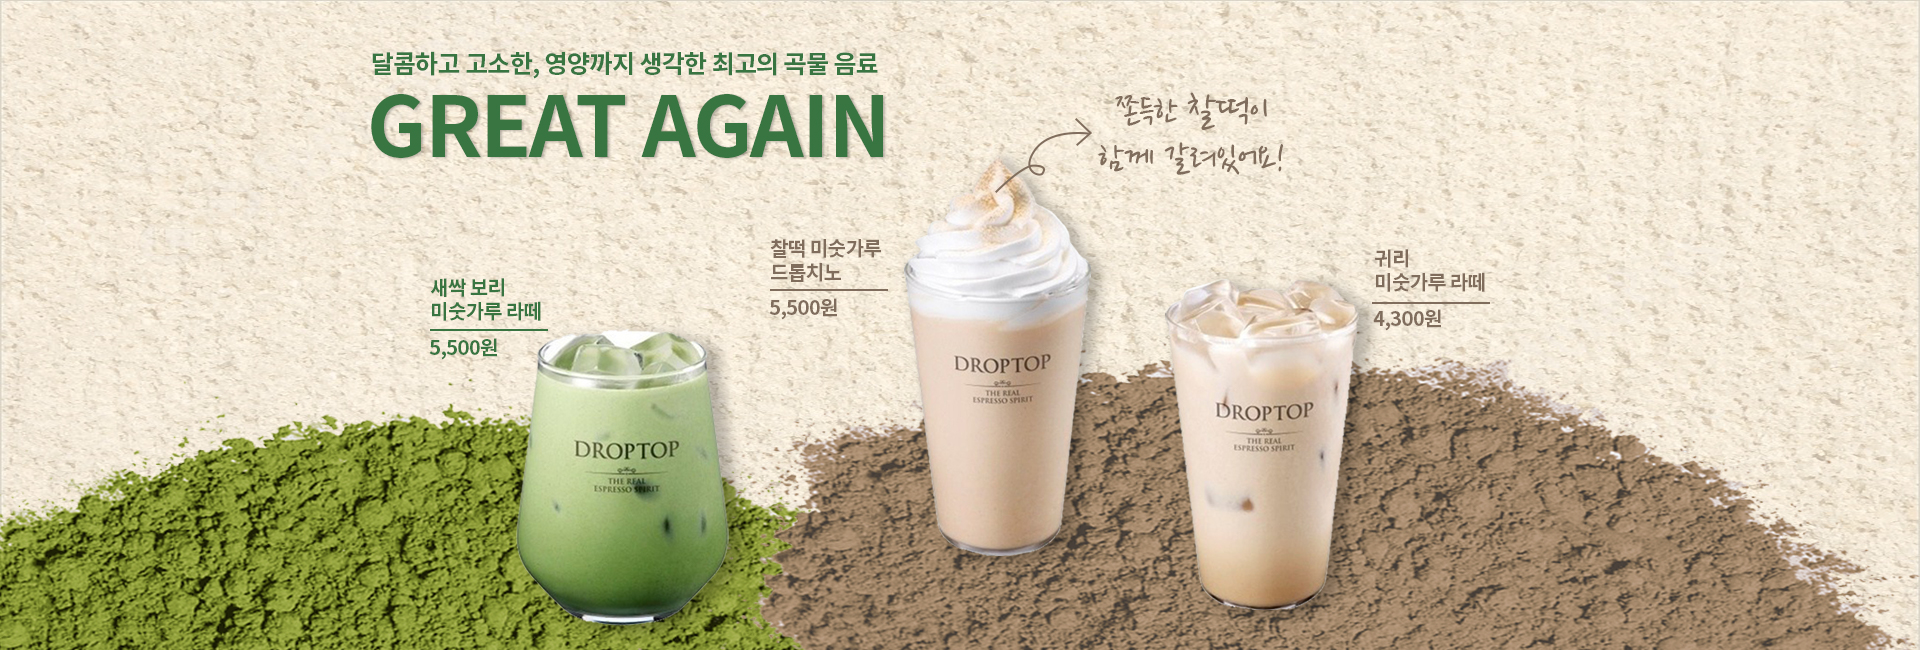 달콤하고 고소한, 영양까지 생각한 최고의 곡물 음료
GREAT AGAIN
쫀득한 찰떡이
함께 갈려있어요!
새싹 보리
미숫가루 라떼
5,500원
찰떡 미숫가루
드롭치노
5,500원
귀리
미숫가루 라떼
4,300원
DROPTOP
THE REAL
ESPRESSO SPIRIT
DROPTOP
THE REAL
ESPRESSO SPIRIT
DROPTOP
THE REAL
ESPRESSO SPIRIT